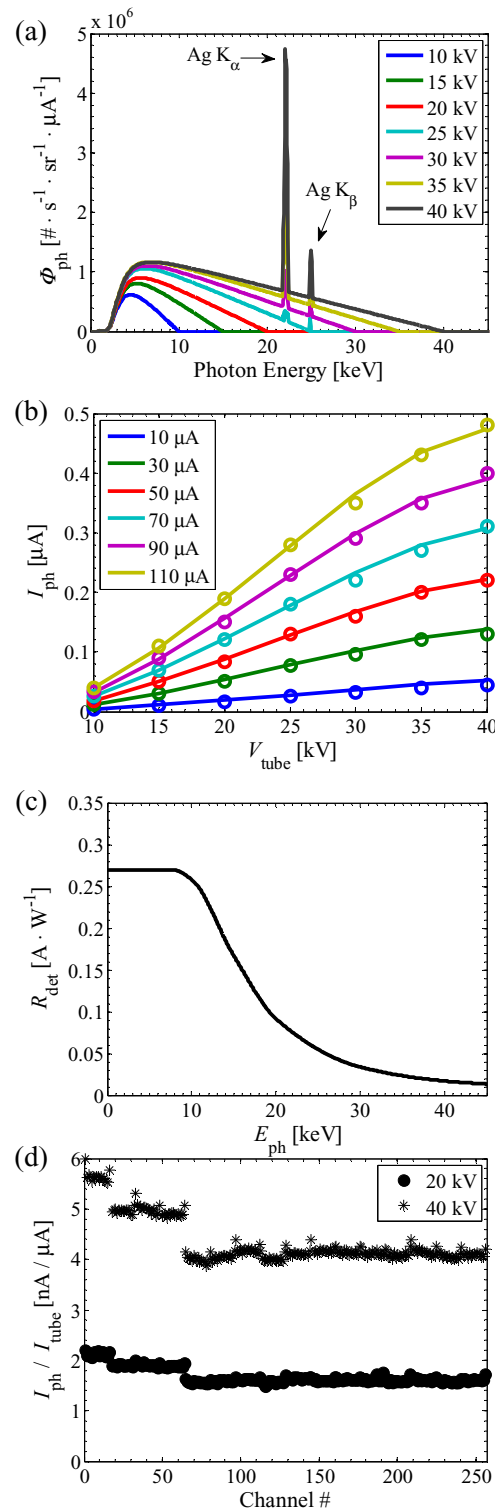 (a)
× 10⁶
5
4
3
2
1
0
Φph [# · s⁻¹ · sr⁻¹ · μA⁻¹]
Ag Kα
Ag Kβ
10 kV
15 kV
20 kV
25 kV
30 kV
35 kV
40 kV
0 10 20 30 40
Photon Energy [keV]
(b)
0.5
0.4
0.3
0.2
0.1
0
Iph [μA]
10 μA
30 μA
50 μA
70 μA
90 μA
110 μA
10 15 20 25 30 35 40
Vtube [kV]
(c)
0.35
0.3
0.25
0.2
0.15
0.1
0.05
0
Rdet [A · W⁻¹]
0 10 20 30 40
Eph [keV]
(d)
6
5
4
3
2
1
0
Iph / Itube [nA / μA]
20 kV
40 kV
0 50 100 150 200 250
Channel #